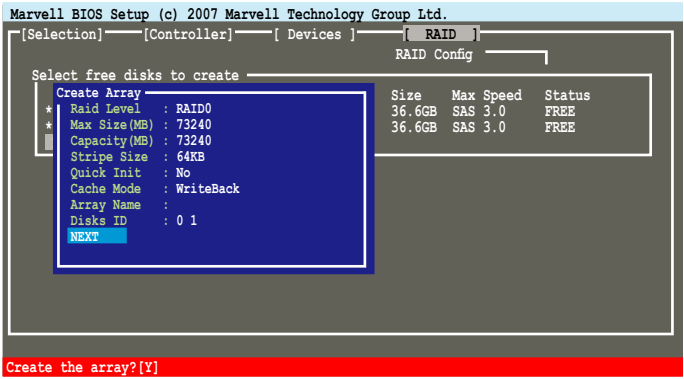 Marvell BIOS Setup (c) 2007 Marvell Technology Group Ltd.
[Selection] [Controller] [ Devices ] [ RAID ]
RAID Config
Select free disks to create
Create Array
Size Max Speed Status
* Raid Level : RAID0 36.6GB SAS 3.0 FREE
* Max Size(MB) : 73240 36.6GB SAS 3.0 FREE
Capacity(MB) : 73240
Stripe Size : 64KB
Quick Init : No
Cache Mode : WriteBack
Array Name :
Disks ID : 0 1
NEXT
Create the array?[Y]